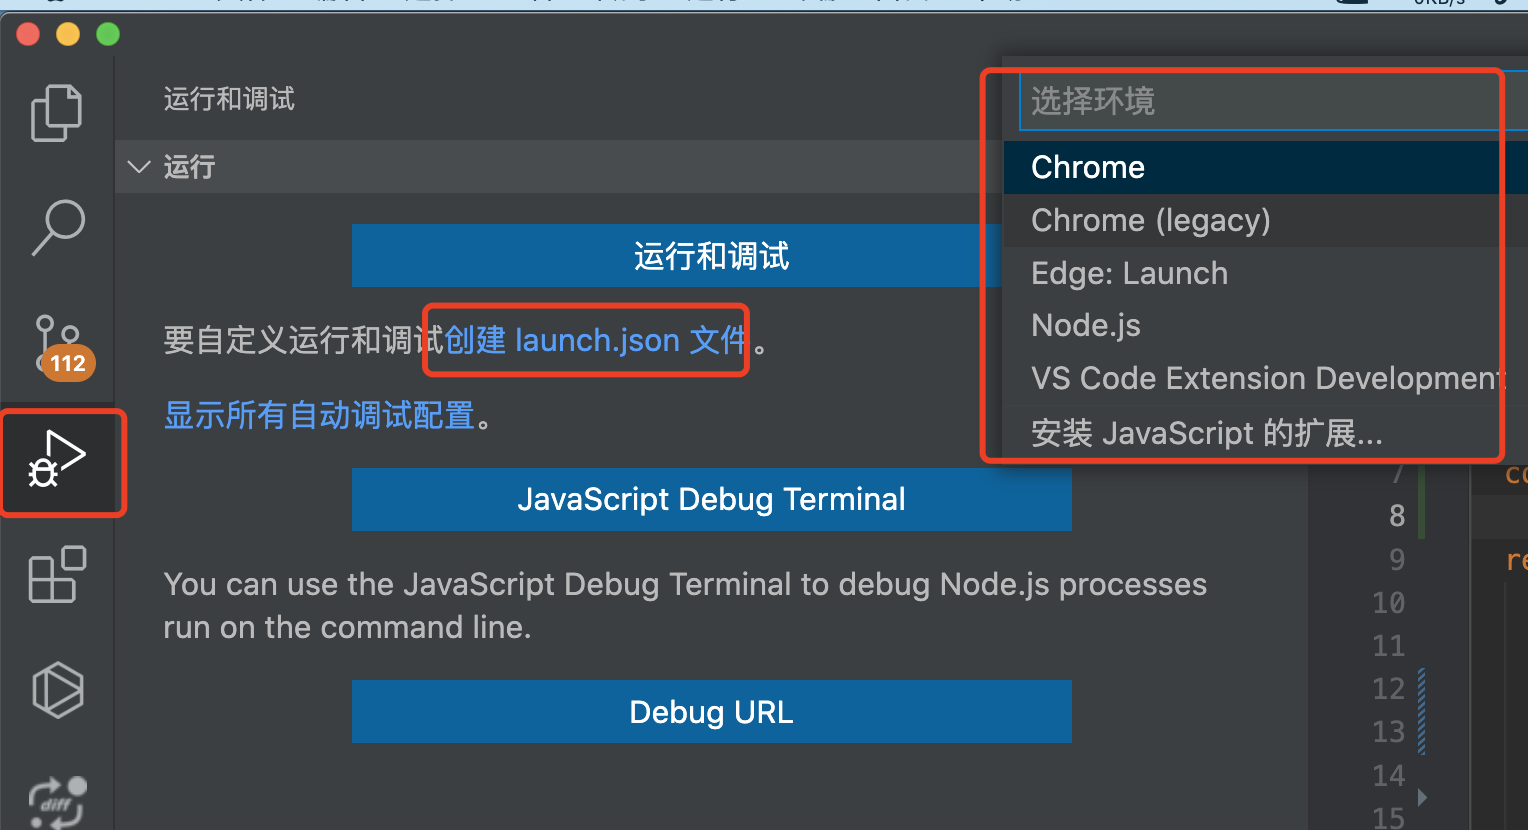 运行和调试
选择环境
运行
Chrome
Chrome (legacy)
Edge: Launch
Node.js
VS Code Extension Development
安装 JavaScript 的扩展...
运行和调试
要自定义运行和调试创建 launch.json 文件。
112
显示所有自动调试配置。
JavaScript Debug Terminal
You can use the JavaScript Debug Terminal to debug Node.js processes
run on the command line.
Debug URL
diff
7
8
9
10
11
12
13
14
15